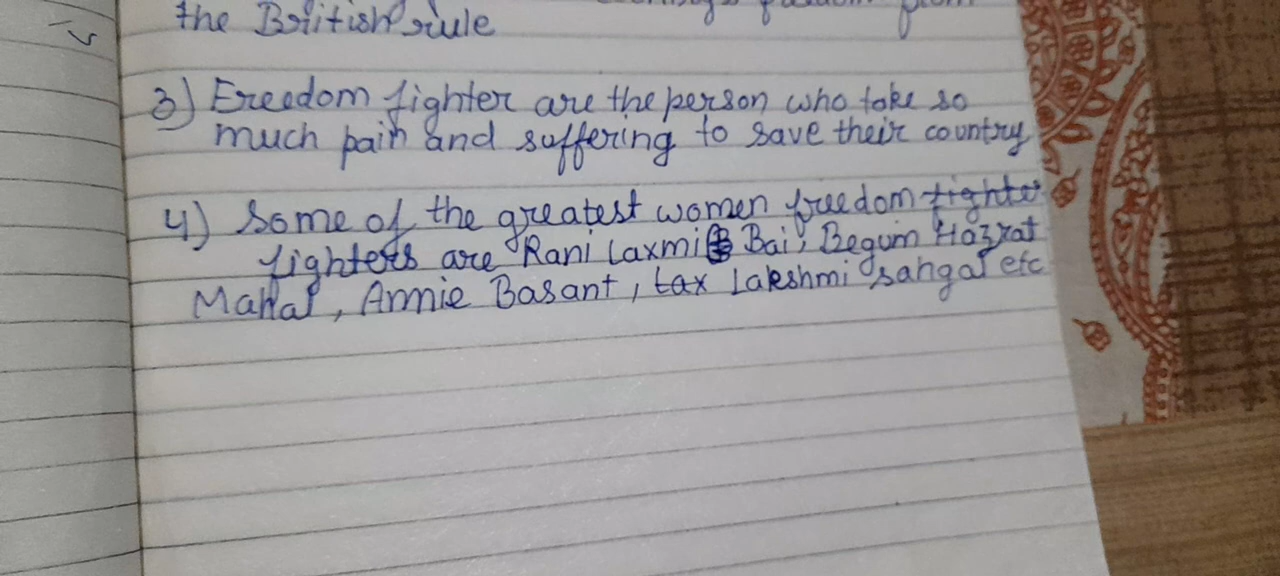 the British rule
3) Freedom fighter are the person who take so
much pain and suffering to save their country
4) Some of the greatest women freedom fighte
fighters are Rani Laxmi Bai, Begum Hazrat
Mahal, Annie Basant, tax Lakshmi sahgal etc